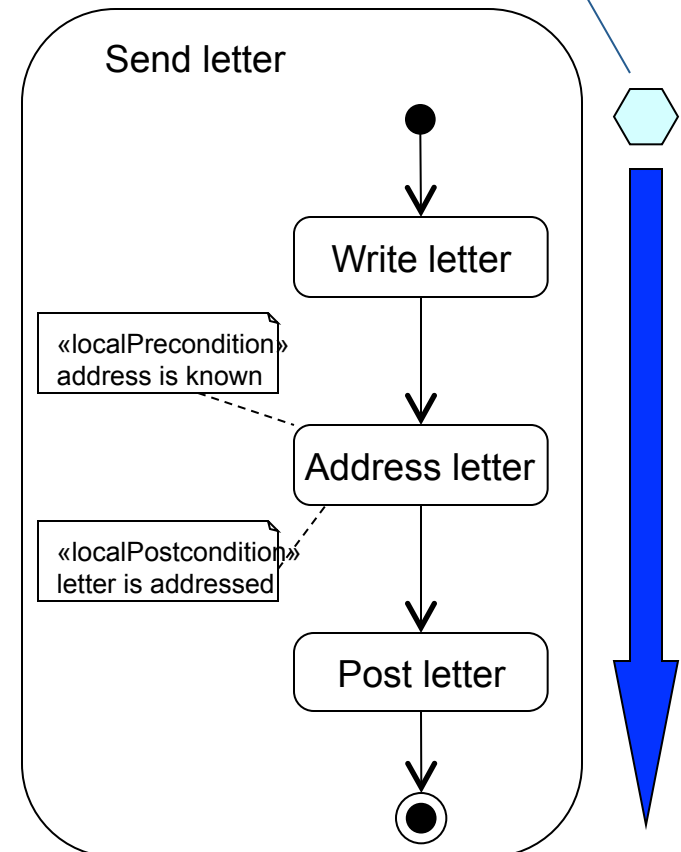 Send letter
Write letter
«localPrecondition»
address is known
Address letter
«localPostcondition»
letter is addressed
Post letter